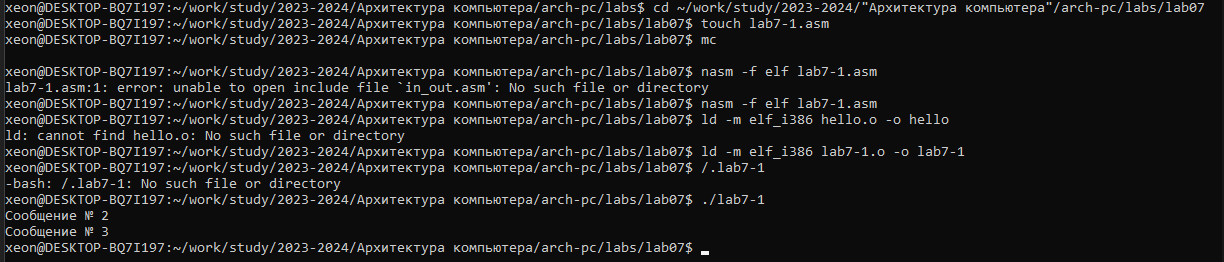 xeon@DESKTOP-BQ7I197:~/work/study/2023-2024/Архитектура компьютера/arch-pc/labs$ cd ~/work/study/2023-2024/"Архитектура компьютера"/arch-pc/labs/lab07
xeon@DESKTOP-BQ7I197:~/work/study/2023-2024/Архитектура компьютера/arch-pc/labs/lab07$ touch lab7-1.asm
xeon@DESKTOP-BQ7I197:~/work/study/2023-2024/Архитектура компьютера/arch-pc/labs/lab07$ mc
xeon@DESKTOP-BQ7I197:~/work/study/2023-2024/Архитектура компьютера/arch-pc/labs/lab07$ nasm -f elf lab7-1.asm
lab7-1.asm:1: error: unable to open include file `in_out.asm': No such file or directory
xeon@DESKTOP-BQ7I197:~/work/study/2023-2024/Архитектура компьютера/arch-pc/labs/lab07$ nasm -f elf lab7-1.asm
xeon@DESKTOP-BQ7I197:~/work/study/2023-2024/Архитектура компьютера/arch-pc/labs/lab07$ ld -m elf_i386 hello.o -o hello
ld: cannot find hello.o: No such file or directory
xeon@DESKTOP-BQ7I197:~/work/study/2023-2024/Архитектура компьютера/arch-pc/labs/lab07$ ld -m elf_i386 lab7-1.o -o lab7-1
xeon@DESKTOP-BQ7I197:~/work/study/2023-2024/Архитектура компьютера/arch-pc/labs/lab07$ /.lab7-1
-bash: /.lab7-1: No such file or directory
xeon@DESKTOP-BQ7I197:~/work/study/2023-2024/Архитектура компьютера/arch-pc/labs/lab07$ ./lab7-1
Сообщение № 2
Сообщение № 3
xeon@DESKTOP-BQ7I197:~/work/study/2023-2024/Архитектура компьютера/arch-pc/labs/lab07$